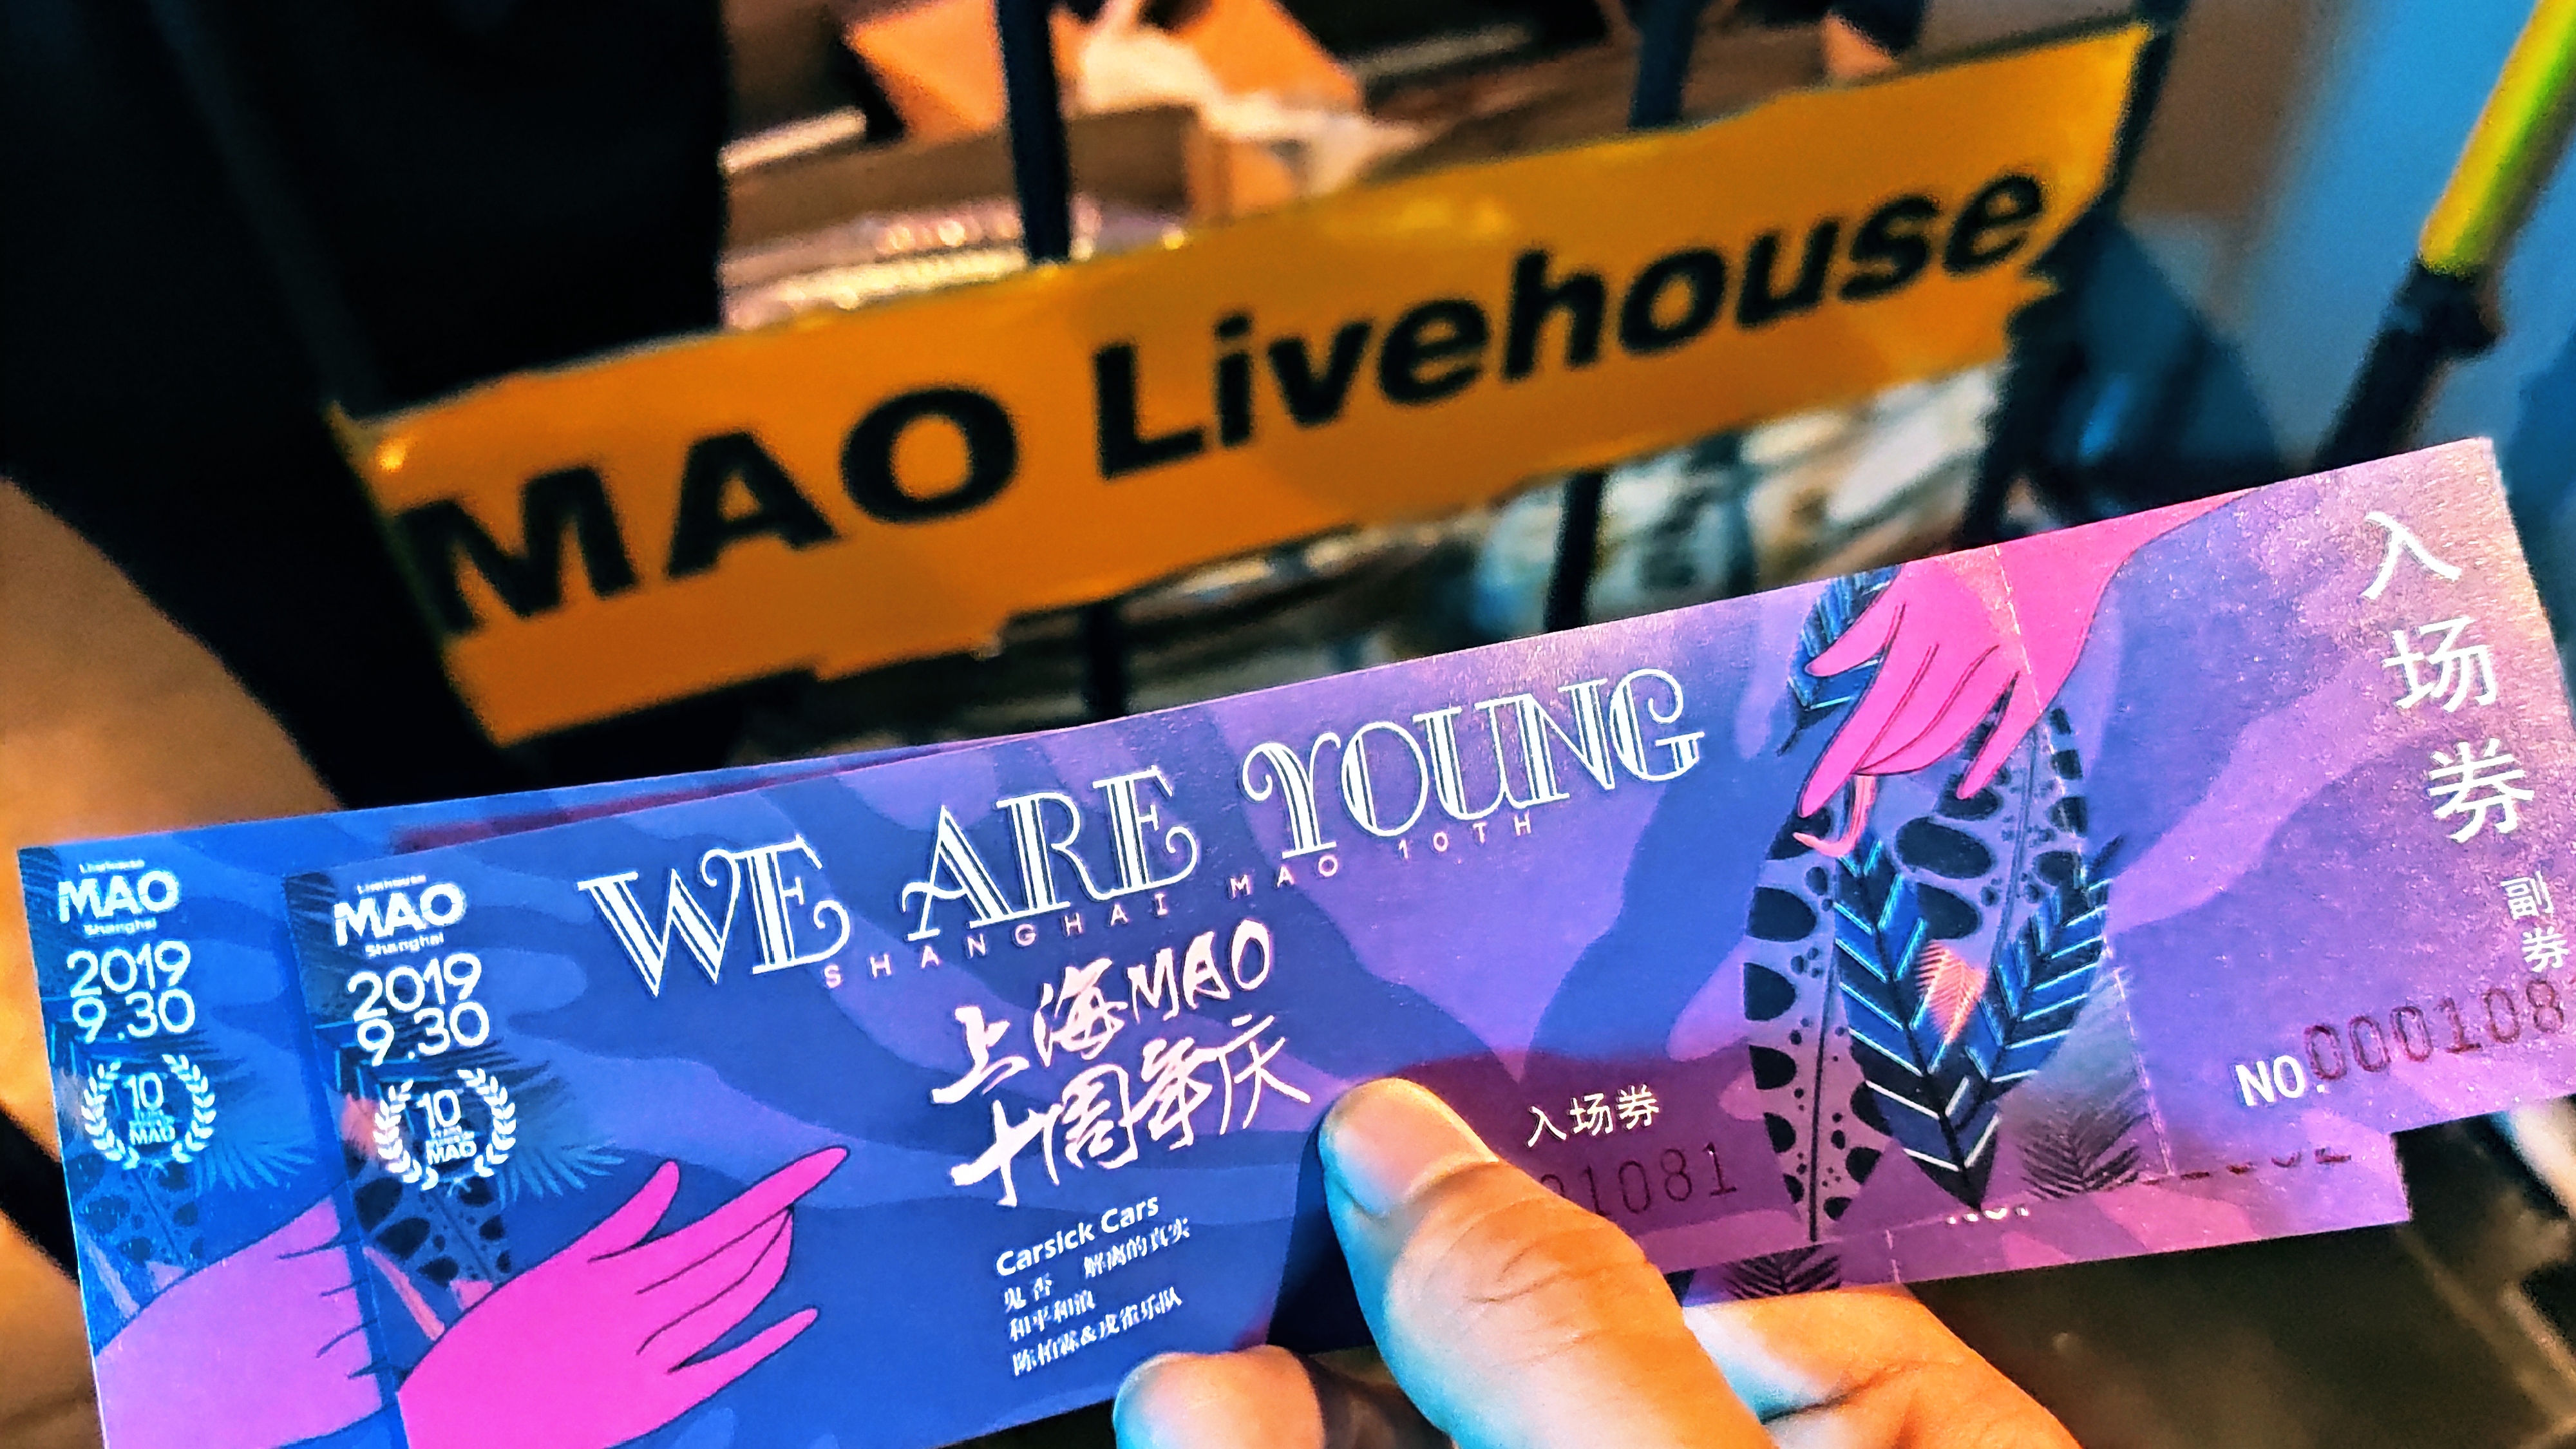 MAO Livehouse
Livehouse
MAO
Shanghai
2019
9.30
10
MAO
Livehouse
MAO
Shanghai
2019
9.30
10
YEARS
MAO
WE ARE YOUNG
SHANGHAI MAO 10TH
上海MAO
十周年庆
Carsick Cars
鬼否 解离的真实
和平和浪
陈柏霖&戊雀乐队
入场券
1081
入场券
副券
NO.000108